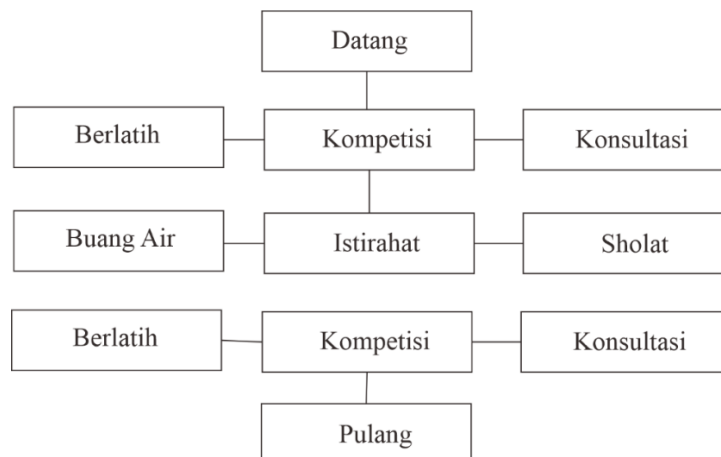 Datang
Berlatih
Kompetisi
Konsultasi
Buang Air
Istirahat
Sholat
Berlatih
Kompetisi
Konsultasi
Pulang